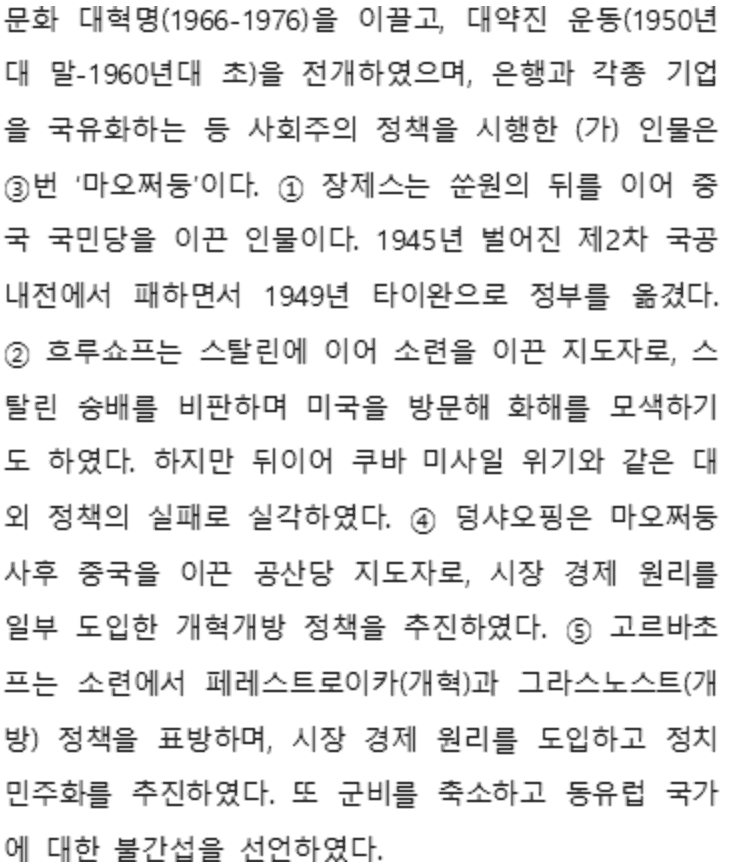 문화 대혁명(1966-1976)을 이끌고, 대약진 운동(1950년
대 말-1960년대 초)을 전개하였으며, 은행과 각종 기업
을 국유화하는 등 사회주의 정책을 시행한 (가) 인물은
③번 ‘마오쩌둥’이다. ① 장제스는 쑨원의 뒤를 이어 중
국 국민당을 이끈 인물이다. 1945년 벌어진 제2차 국공
내전에서 패하면서 1949년 타이완으로 정부를 옮겼다.
② 흐루쇼프는 스탈린에 이어 소련을 이끈 지도자로, 스
탈린 숭배를 비판하며 미국을 방문해 화해를 모색하기
도 하였다. 하지만 뒤이어 쿠바 미사일 위기와 같은 대
외 정책의 실패로 실각하였다. ④ 덩샤오핑은 마오쩌둥
사후 중국을 이끈 공산당 지도자로, 시장 경제 원리를
일부 도입한 개혁개방 정책을 추진하였다. ⑤ 고르바초
프는 소련에서 페레스트로이카(개혁)과 그라스노스트(개
방) 정책을 표방하며, 시장 경제 원리를 도입하고 정치
민주화를 추진하였다. 또 군비를 축소하고 동유럽 국가
에 대한 불간섭을 선언하였다.